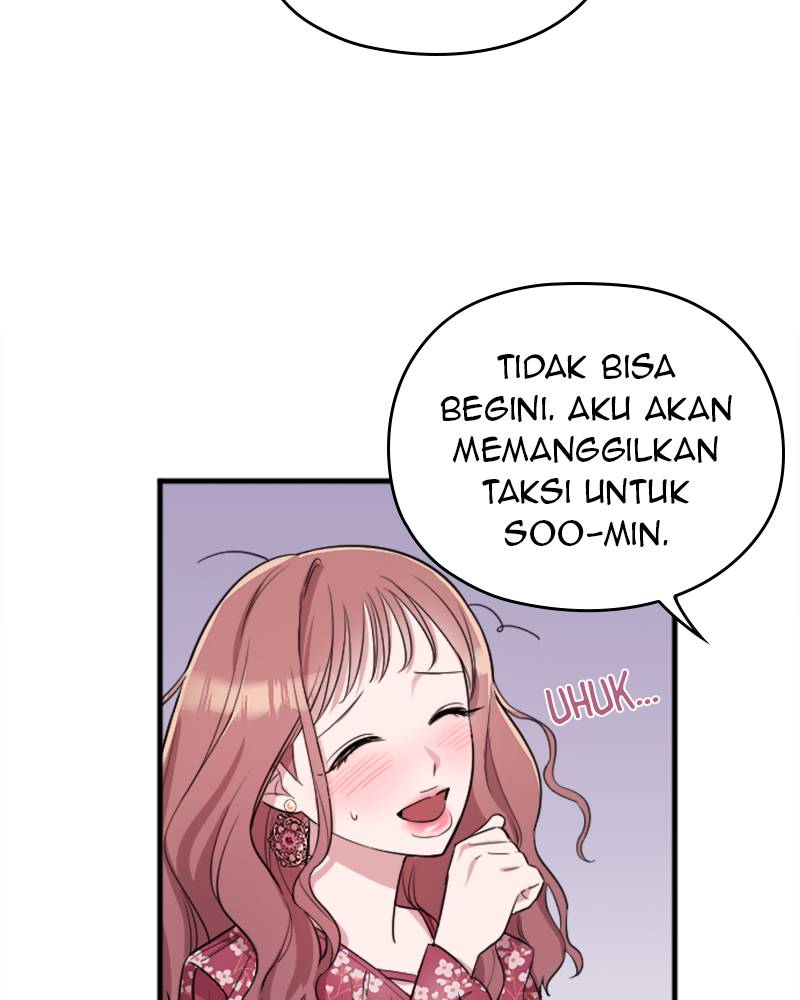 TIDAK BISA
BEGINI. AKU AKAN
MEMANGGILKAN
TAKSI UNTUK
SOO-MIN.
UHUK...